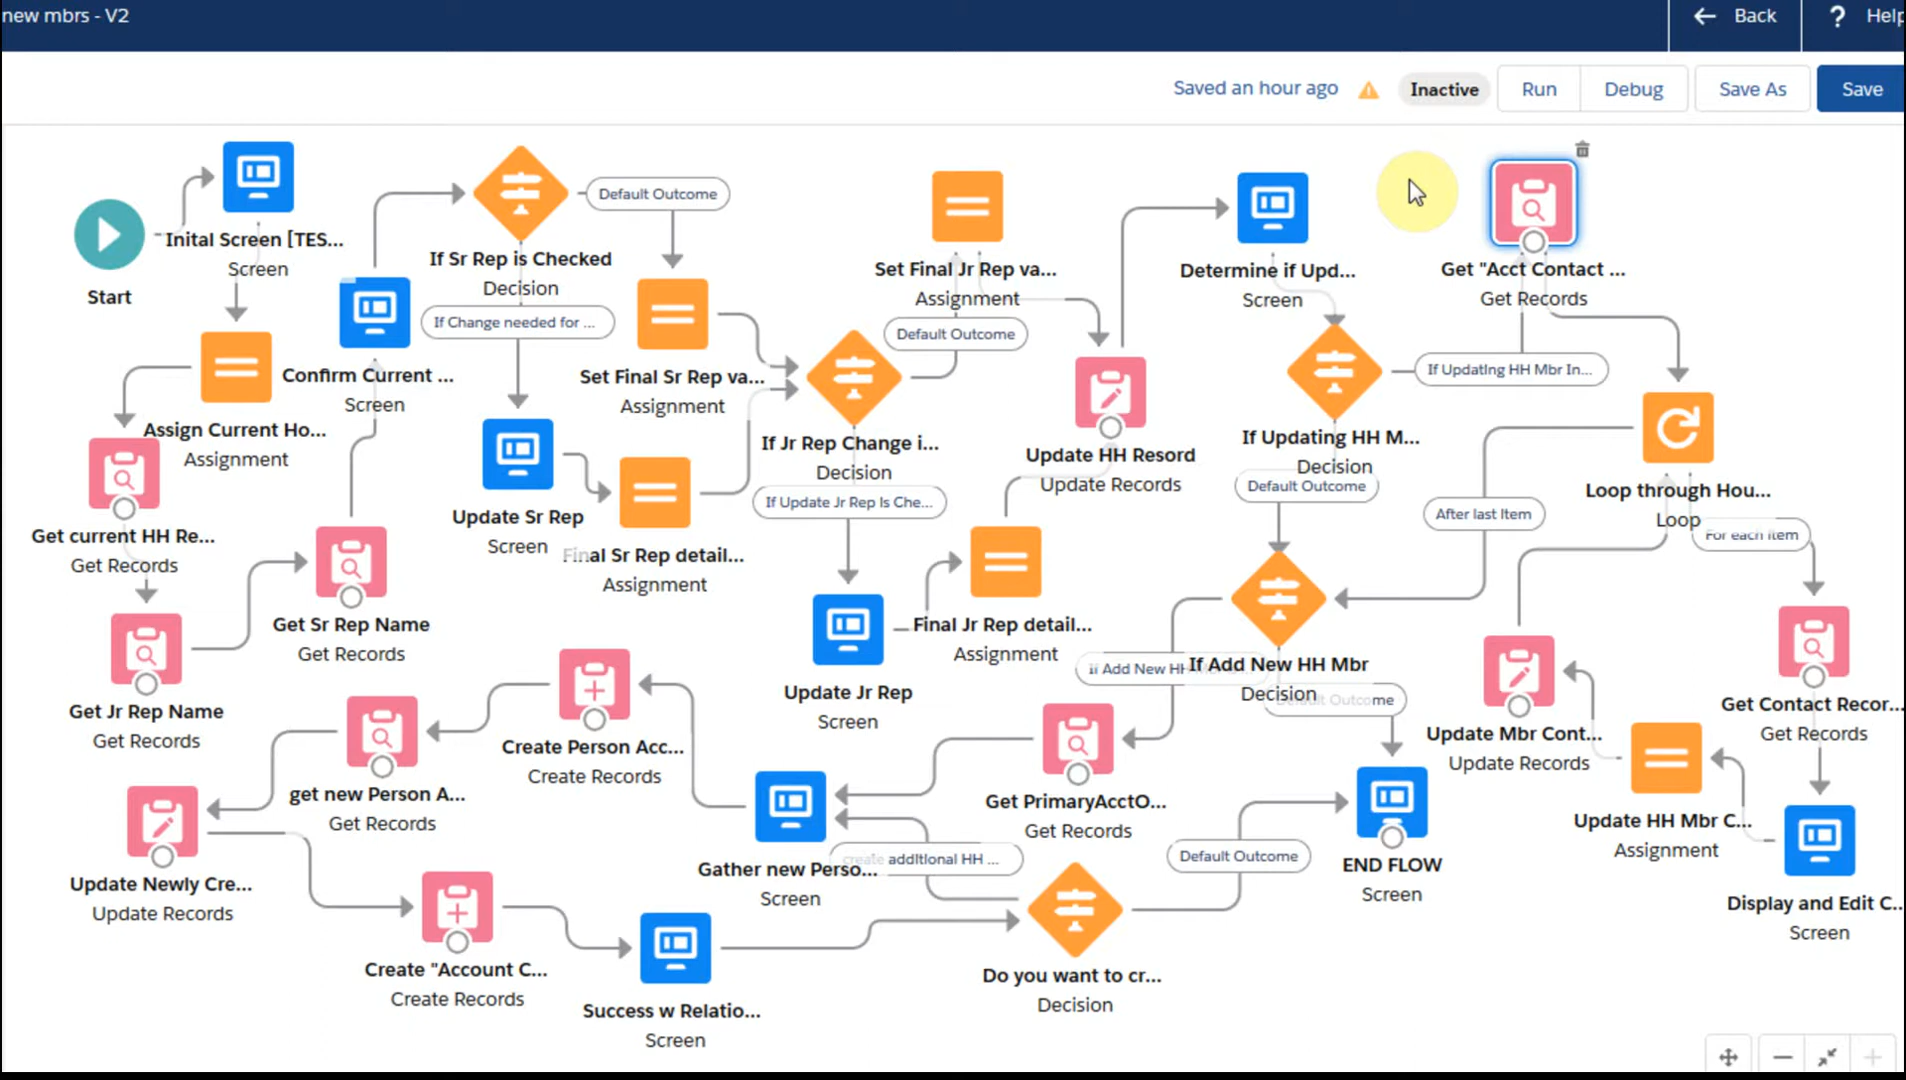 new mbrs - V2
Back
? Help
Saved an hour ago
Inactive
Run
Debug
Save As
Save
Start
Inital Screen [TES...
Screen
If Sr Rep is Checked
Decision
Default Outcome
If Change needed for ...
Assign Current Ho...
Assignment
Confirm Current ...
Screen
Set Final Sr Rep va...
Assignment
Set Final Jr Rep va...
Assignment
Default Outcome
If Jr Rep Change i...
Decision
If Update Jr Rep Is Che...
Update HH Resord
Update Records
Determine if Upd...
Screen
Get "Acct Contact ...
Get Records
If Updating HH Mbr In...
If Updating HH M...
Decision
Default Outcome
After last Item
Loop through Hou...
Loop
For each Item
Get current HH Re...
Get Records
Get Sr Rep Name
Get Records
Update Sr Rep
Screen
Final Sr Rep detail...
Assignment
Update Jr Rep
Screen
Final Jr Rep detail...
Assignment
If Add New HH
If Add New HH Mbr
Decision
Default Outcome
Get Jr Rep Name
Get Records
get new Person A...
Get Records
Create Person Acc...
Create Records
Get PrimaryAcctO...
Get Records
Update Mbr Cont...
Update Records
Get Contact Recor...
Get Records
Update HH Mbr C...
Assignment
Display and Edit C...
Screen
Gather new Perso...
Screen
create additional HH ...
Default Outcome
END FLOW
Screen
Update Newly Cre...
Update Records
Create "Account C...
Create Records
Success w Relatio...
Screen
Do you want to cr...
Decision